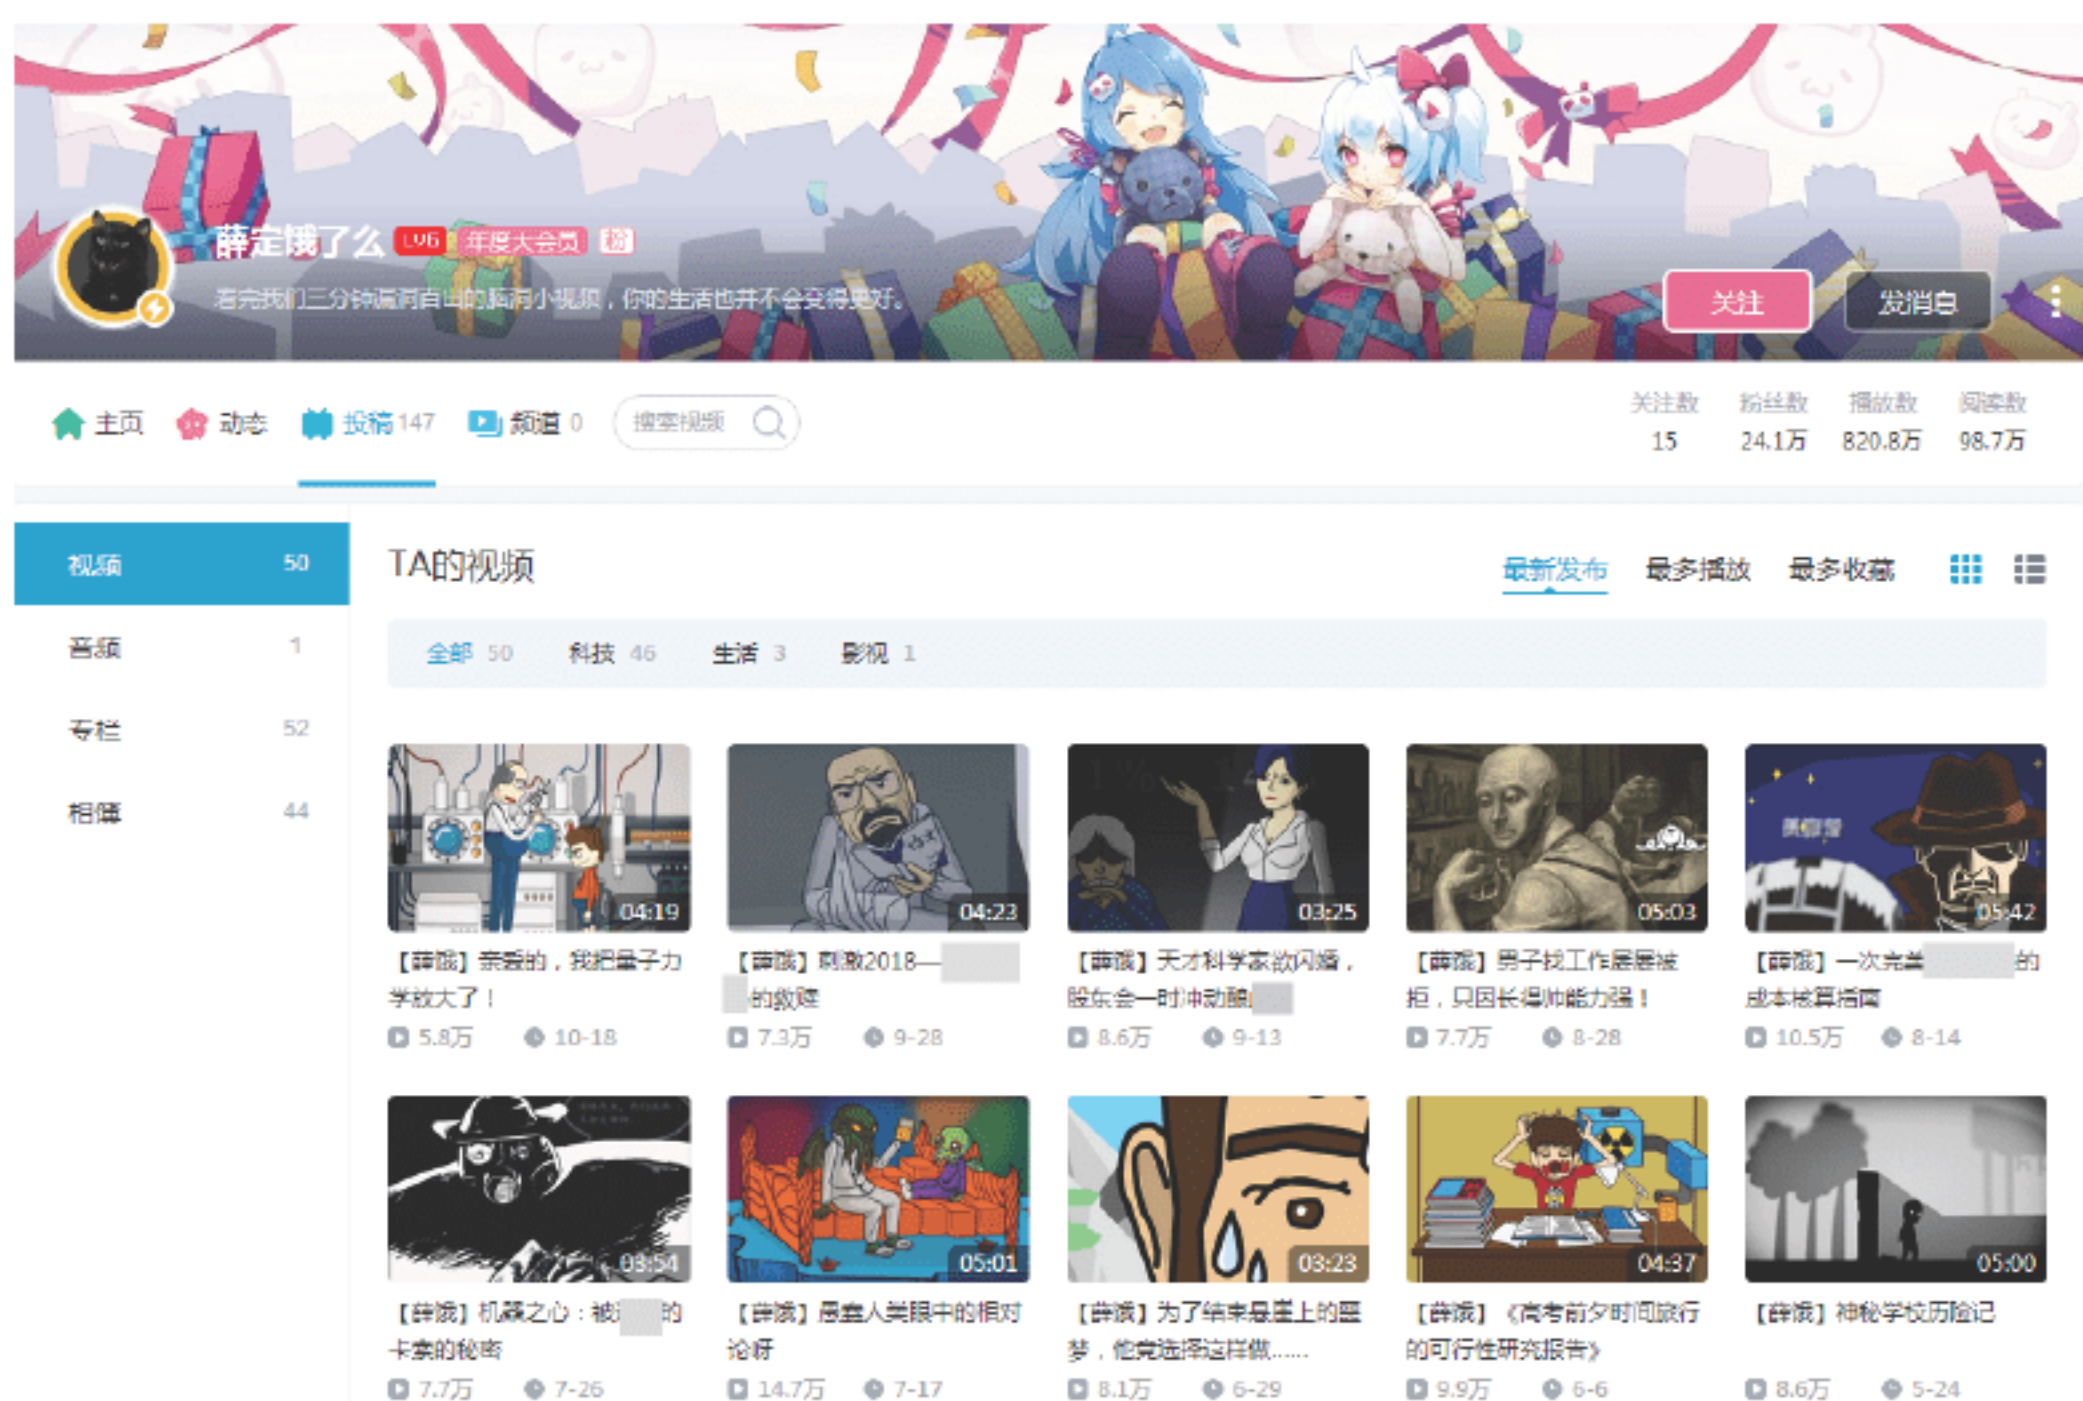 薛定饿了么 LV6 年度大会员 粉
看完我们三分钟漏洞百出的脑洞小视频，你的生活也并不会变得更好。
关注 发消息
主页 动态 投稿 147 频道 0 搜索视频
关注数 粉丝数 播放数 阅读数
15 24.1万 820.8万 98.7万
视频 50
音频 1
专栏 52
相簿 44
TA的视频 最新发布 最多播放 最多收藏
全部 50 科技 46 生活 3 影视 1
04:19
【薛饿】亲爱的，我把量子力
学放大了！
5.8万 10-18
04:23
【薛饿】刺激2018—
的救赎
7.3万 9-28
03:25
【薛饿】天才科学家欲闪婚，
股东会一时冲动酿
8.6万 9-13
05:03
【薛饿】男子找工作屡屡被
拒，只因长得帅能力强！
7.7万 8-28
05:42
【薛饿】一次完美 的
成本核算指南
10.5万 8-14
03:54
【薛饿】机器之心：被 的
卡索的秘密
7.7万 7-26
05:01
【薛饿】愚蠢人类眼中的相对
论呀
14.7万 7-17
03:23
【薛饿】为了结束悬崖上的噩
梦，他竟选择这样做……
8.1万 6-29
04:37
【薛饿】《高考前夕时间旅行
的可行性研究报告》
9.9万 6-6
05:00
【薛饿】神秘学校历险记
8.6万 5-24